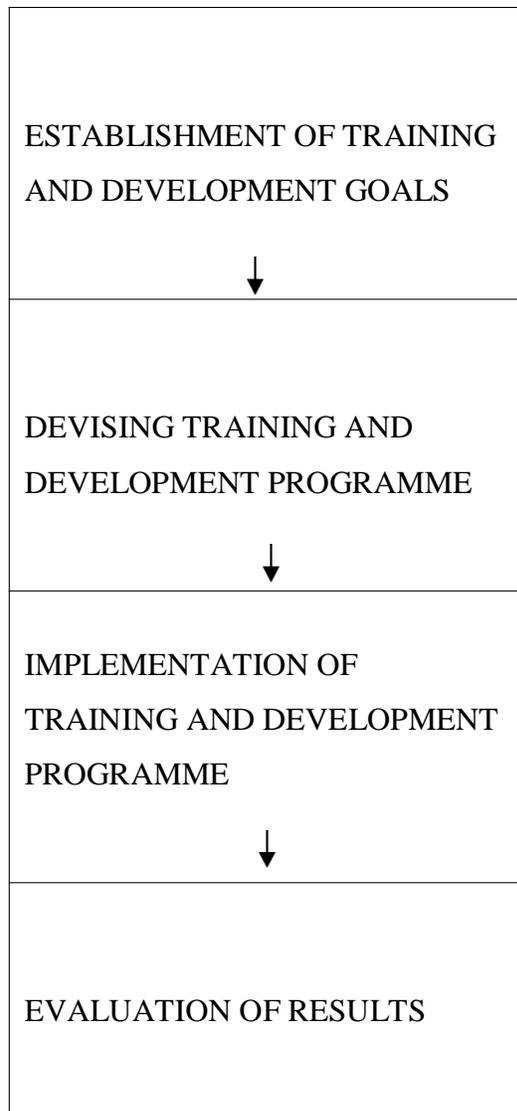 ESTABLISHMENT OF TRAINING
AND DEVELOPMENT GOALS
DEVISING TRAINING AND
DEVELOPMENT PROGRAMME
IMPLEMENTATION OF
TRAINING AND DEVELOPMENT
PROGRAMME
EVALUATION OF RESULTS